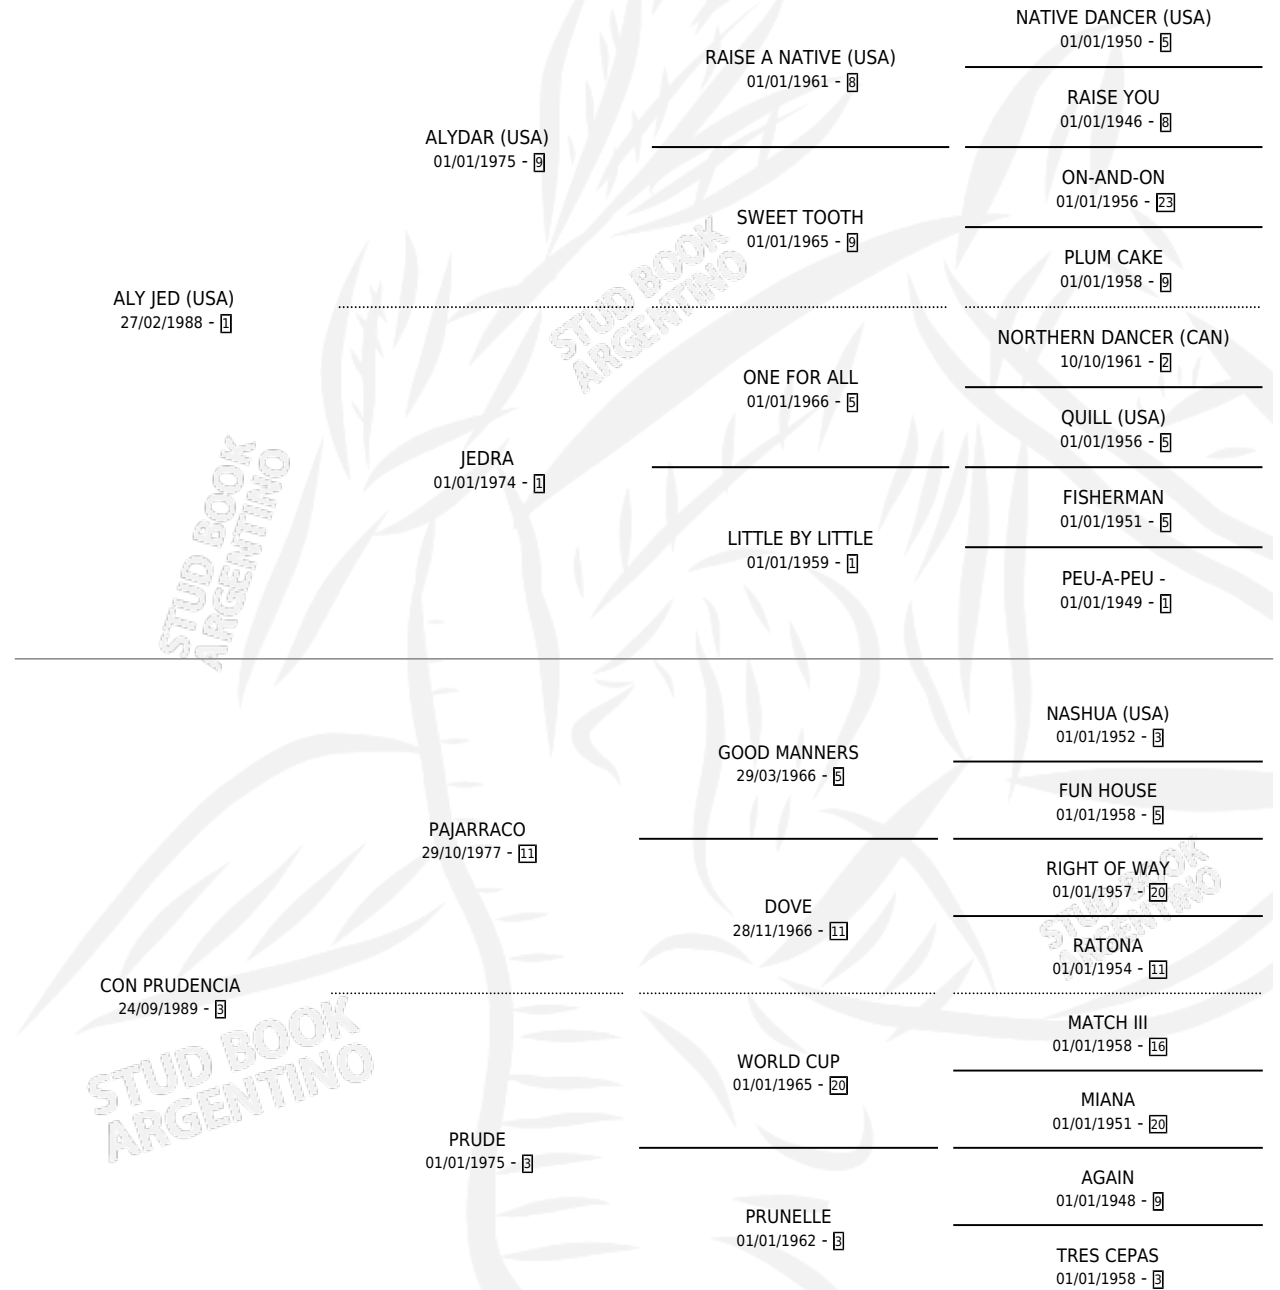 NATIVE DANCER (USA)
01/01/1950 - 5
RAISE A NATIVE (USA)
01/01/1961 - 8
RAISE YOU
01/01/1946 - 8
ALYDAR (USA)
01/01/1975 - 9
ON-AND-ON
01/01/1956 - 23
SWEET TOOTH
01/01/1965 - 9
PLUM CAKE
01/01/1958 - 9
ALY JED (USA)
27/02/1988 - 1
NORTHERN DANCER (CAN)
10/10/1961 - 2
ONE FOR ALL
01/01/1966 - 5
QUILL (USA)
01/01/1956 - 5
JEDRA
01/01/1974 - 1
FISHERMAN
01/01/1951 - 5
LITTLE BY LITTLE
01/01/1959 - 1
PEU-A-PEU -
01/01/1949 - 1
NASHUA (USA)
01/01/1952 - 3
GOOD MANNERS
29/03/1966 - 5
FUN HOUSE
01/01/1958 - 5
PAJARRACO
29/10/1977 - 11
RIGHT OF WAY
01/01/1957 - 20
DOVE
28/11/1966 - 11
RATONA
01/01/1954 - 11
CON PRUDENCIA
24/09/1989 - 3
MATCH III
01/01/1958 - 16
WORLD CUP
01/01/1965 - 20
MIANA
01/01/1951 - 20
PRUDE
01/01/1975 - 3
AGAIN
01/01/1948 - 9
PRUNELLE
01/01/1962 - 3
TRES CEPAS
01/01/1958 - 3
STUD BOOK
ARGENTINO
STUD BOOK
ARGENTINO
STUD BOOK
ARGENTINO
STUD BOOK
ARGENTINO